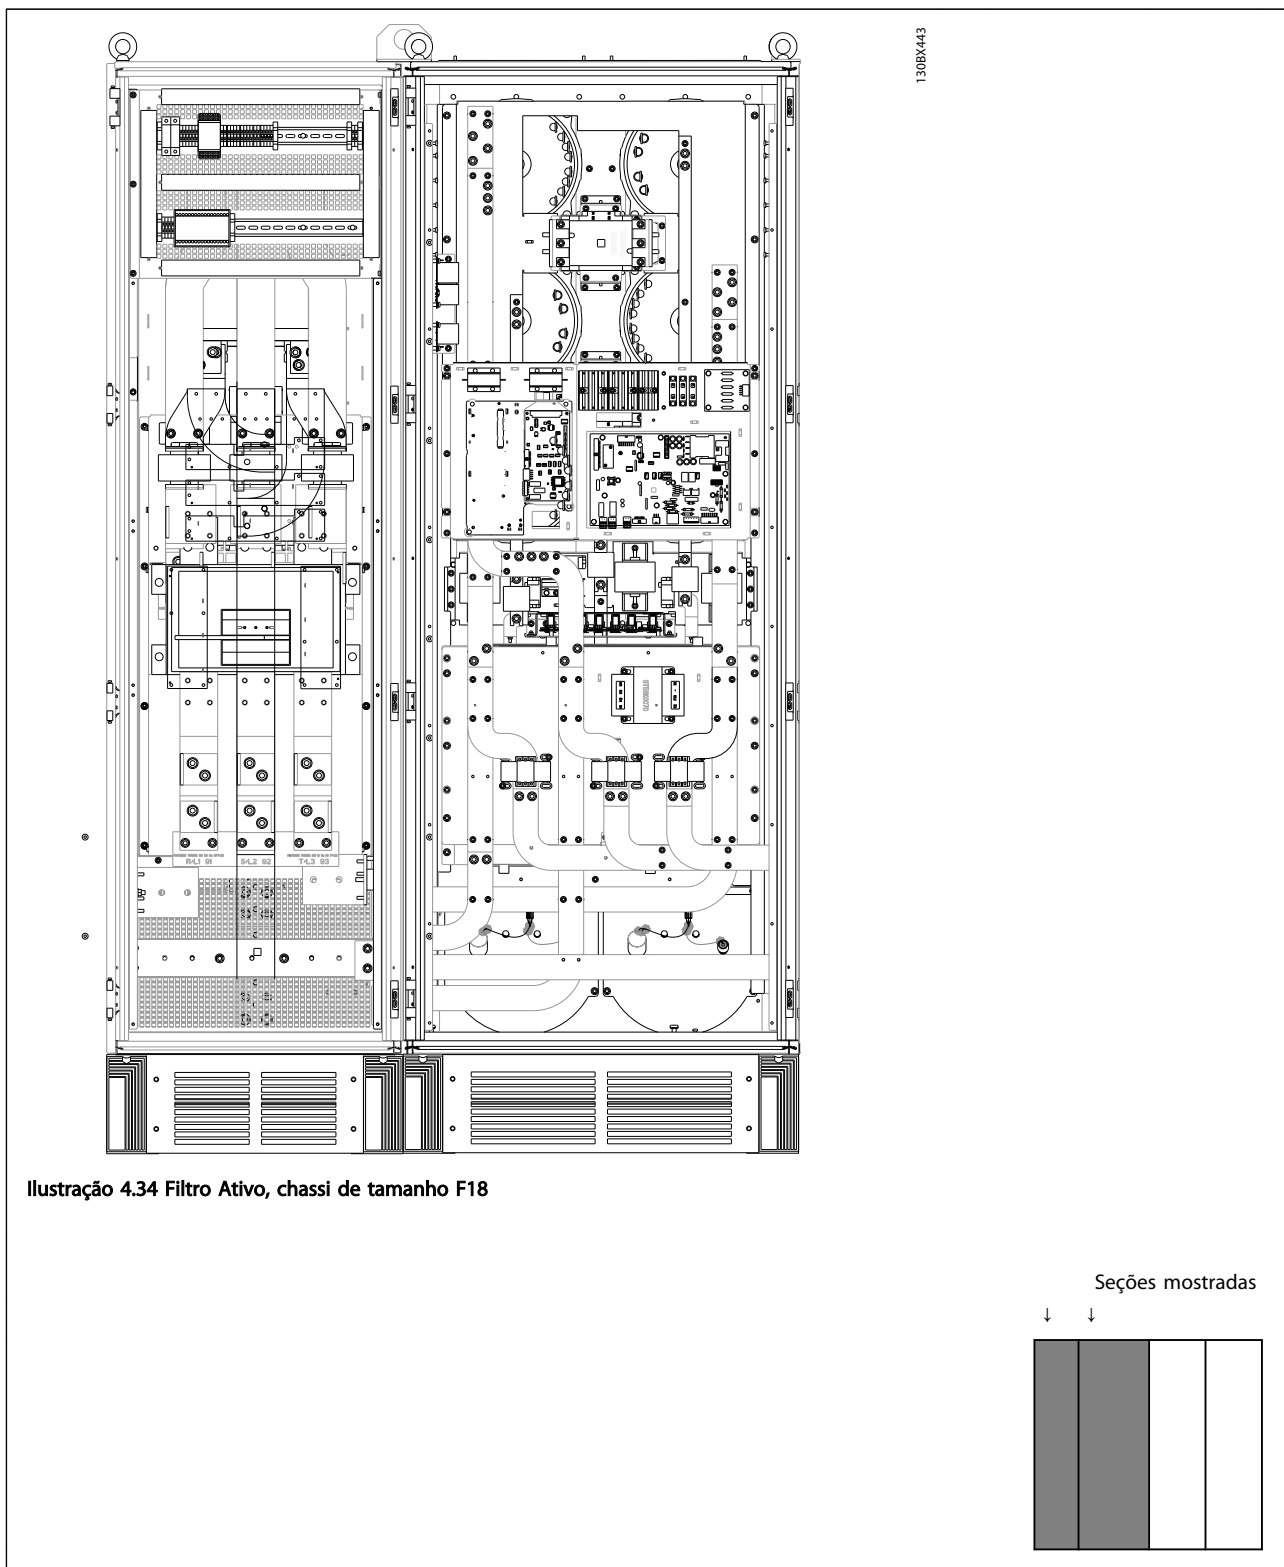 130BX443
R/L1 91 S/L2 92 T/L3 93
Ilustração 4.34 Filtro Ativo, chassi de tamanho F18
Seções mostradas
↓ ↓